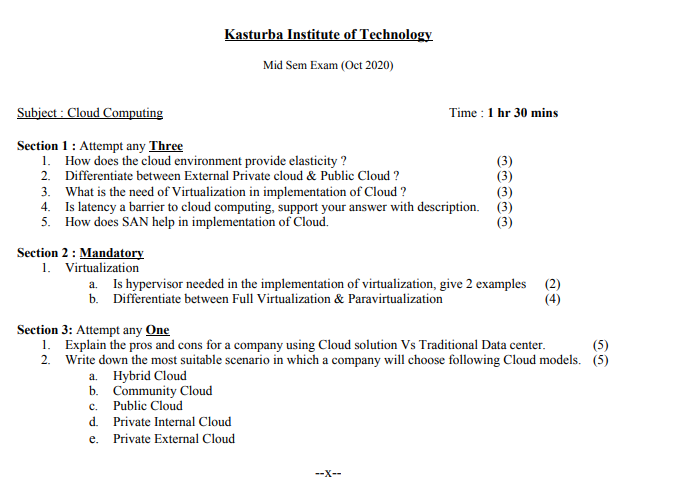 Kasturba Institute of Technology
Mid Sem Exam (Oct 2020)
Subject : Cloud Computing Time : 1 hr 30 mins
Section 1 : Attempt any Three
1. How does the cloud environment provide elasticity ? (3)
2. Differentiate between External Private cloud & Public Cloud ? (3)
3. What is the need of Virtualization in implementation of Cloud ? (3)
4. Is latency a barrier to cloud computing, support your answer with description. (3)
5. How does SAN help in implementation of Cloud. (3)
Section 2 : Mandatory
1. Virtualization
a. Is hypervisor needed in the implementation of virtualization, give 2 examples (2)
b. Differentiate between Full Virtualization & Paravirtualization (4)
Section 3: Attempt any One
1. Explain the pros and cons for a company using Cloud solution Vs Traditional Data center. (5)
2. Write down the most suitable scenario in which a company will choose following Cloud models. (5)
a. Hybrid Cloud
b. Community Cloud
c. Public Cloud
d. Private Internal Cloud
e. Private External Cloud
--x--